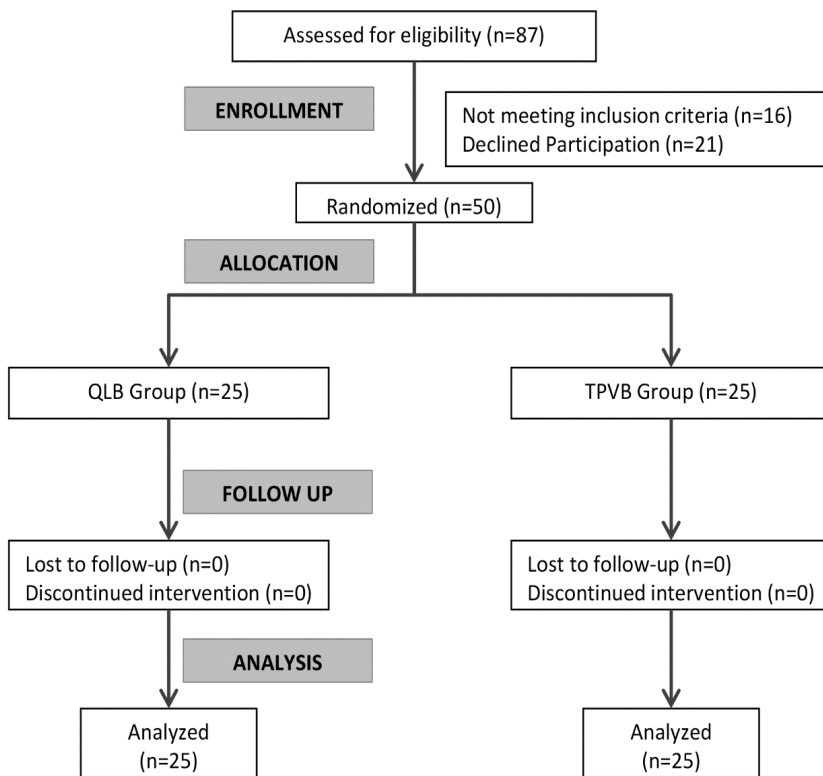 Assessed for eligibility (n=87)
ENROLLMENT
Not meeting inclusion criteria (n=16)
Declined Participation (n=21)
Randomized (n=50)
ALLOCATION
QLB Group (n=25)
TPVB Group (n=25)
FOLLOW UP
Lost to follow-up (n=0)
Discontinued intervention (n=0)
Lost to follow-up (n=0)
Discontinued intervention (n=0)
ANALYSIS
Analyzed
(n=25)
Analyzed
(n=25)